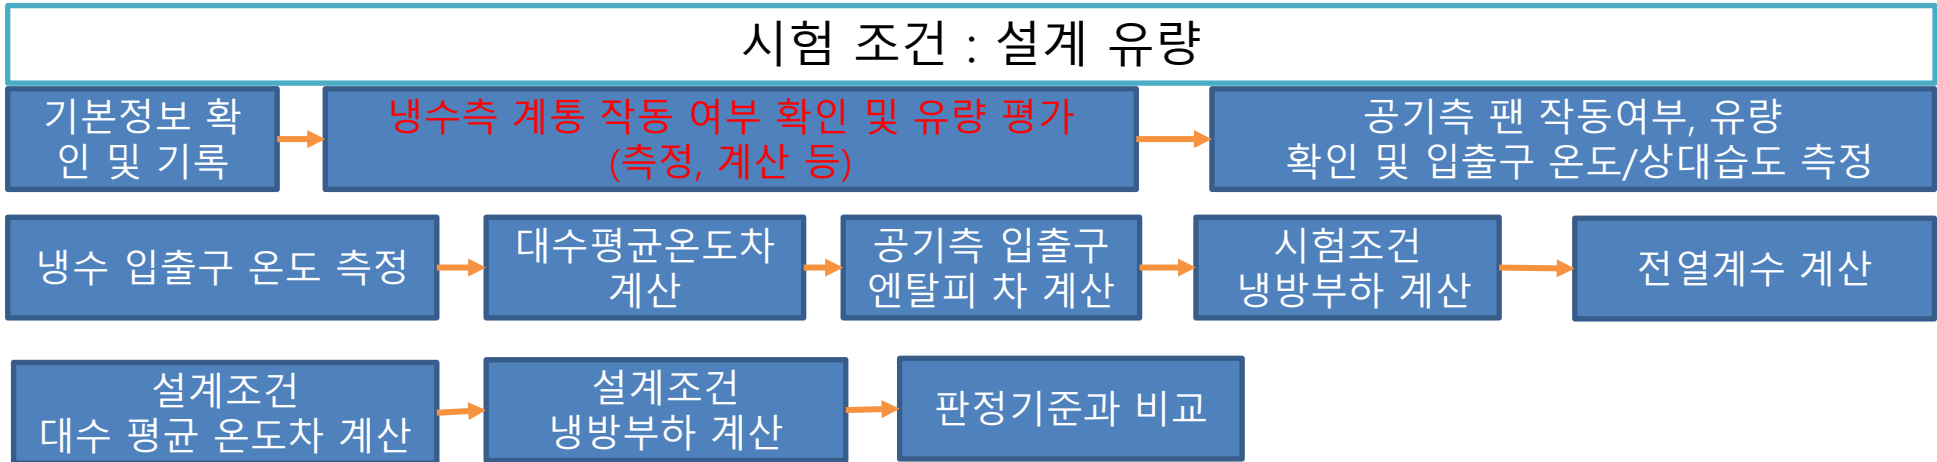 시험 조건 : 설계 유량
기본정보 확
인 및 기록
냉수측 계통 작동 여부 확인 및 유량 평가
(측정, 계산 등)
공기측 팬 작동여부, 유량
확인 및 입출구 온도/상대습도 측정
냉수 입출구 온도 측정
대수평균온도차
계산
공기측 입출구
엔탈피 차 계산
시험조건
냉방부하 계산
전열계수 계산
설계조건
대수 평균 온도차 계산
설계조건
냉방부하 계산
판정기준과 비교